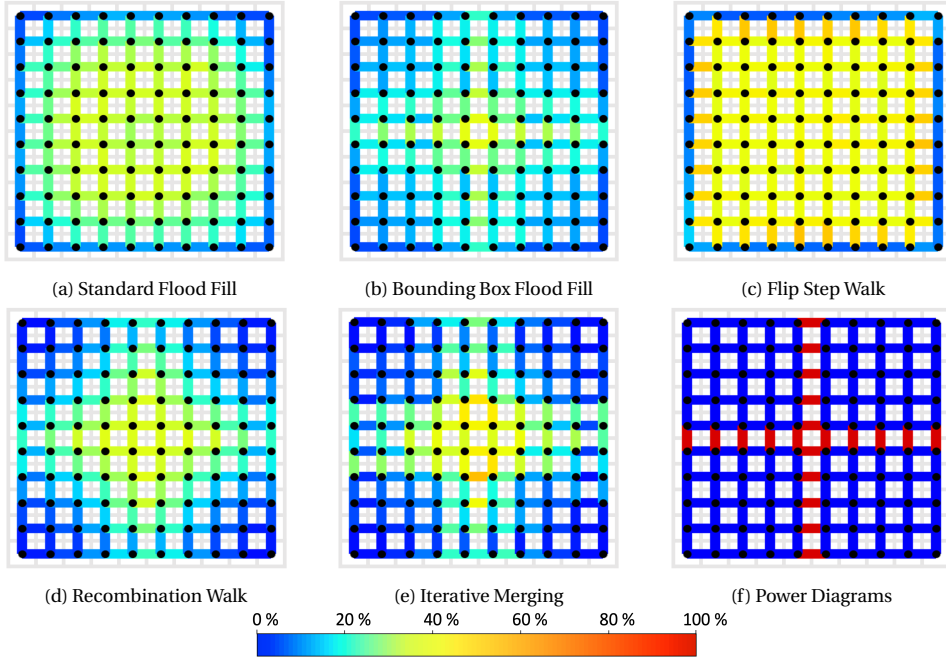 (a) Standard Flood Fill
(b) Bounding Box Flood Fill
(c) Flip Step Walk
(d) Recombination Walk
(e) Iterative Merging
(f) Power Diagrams
0 % 20 % 40 % 60 % 80 % 100 %